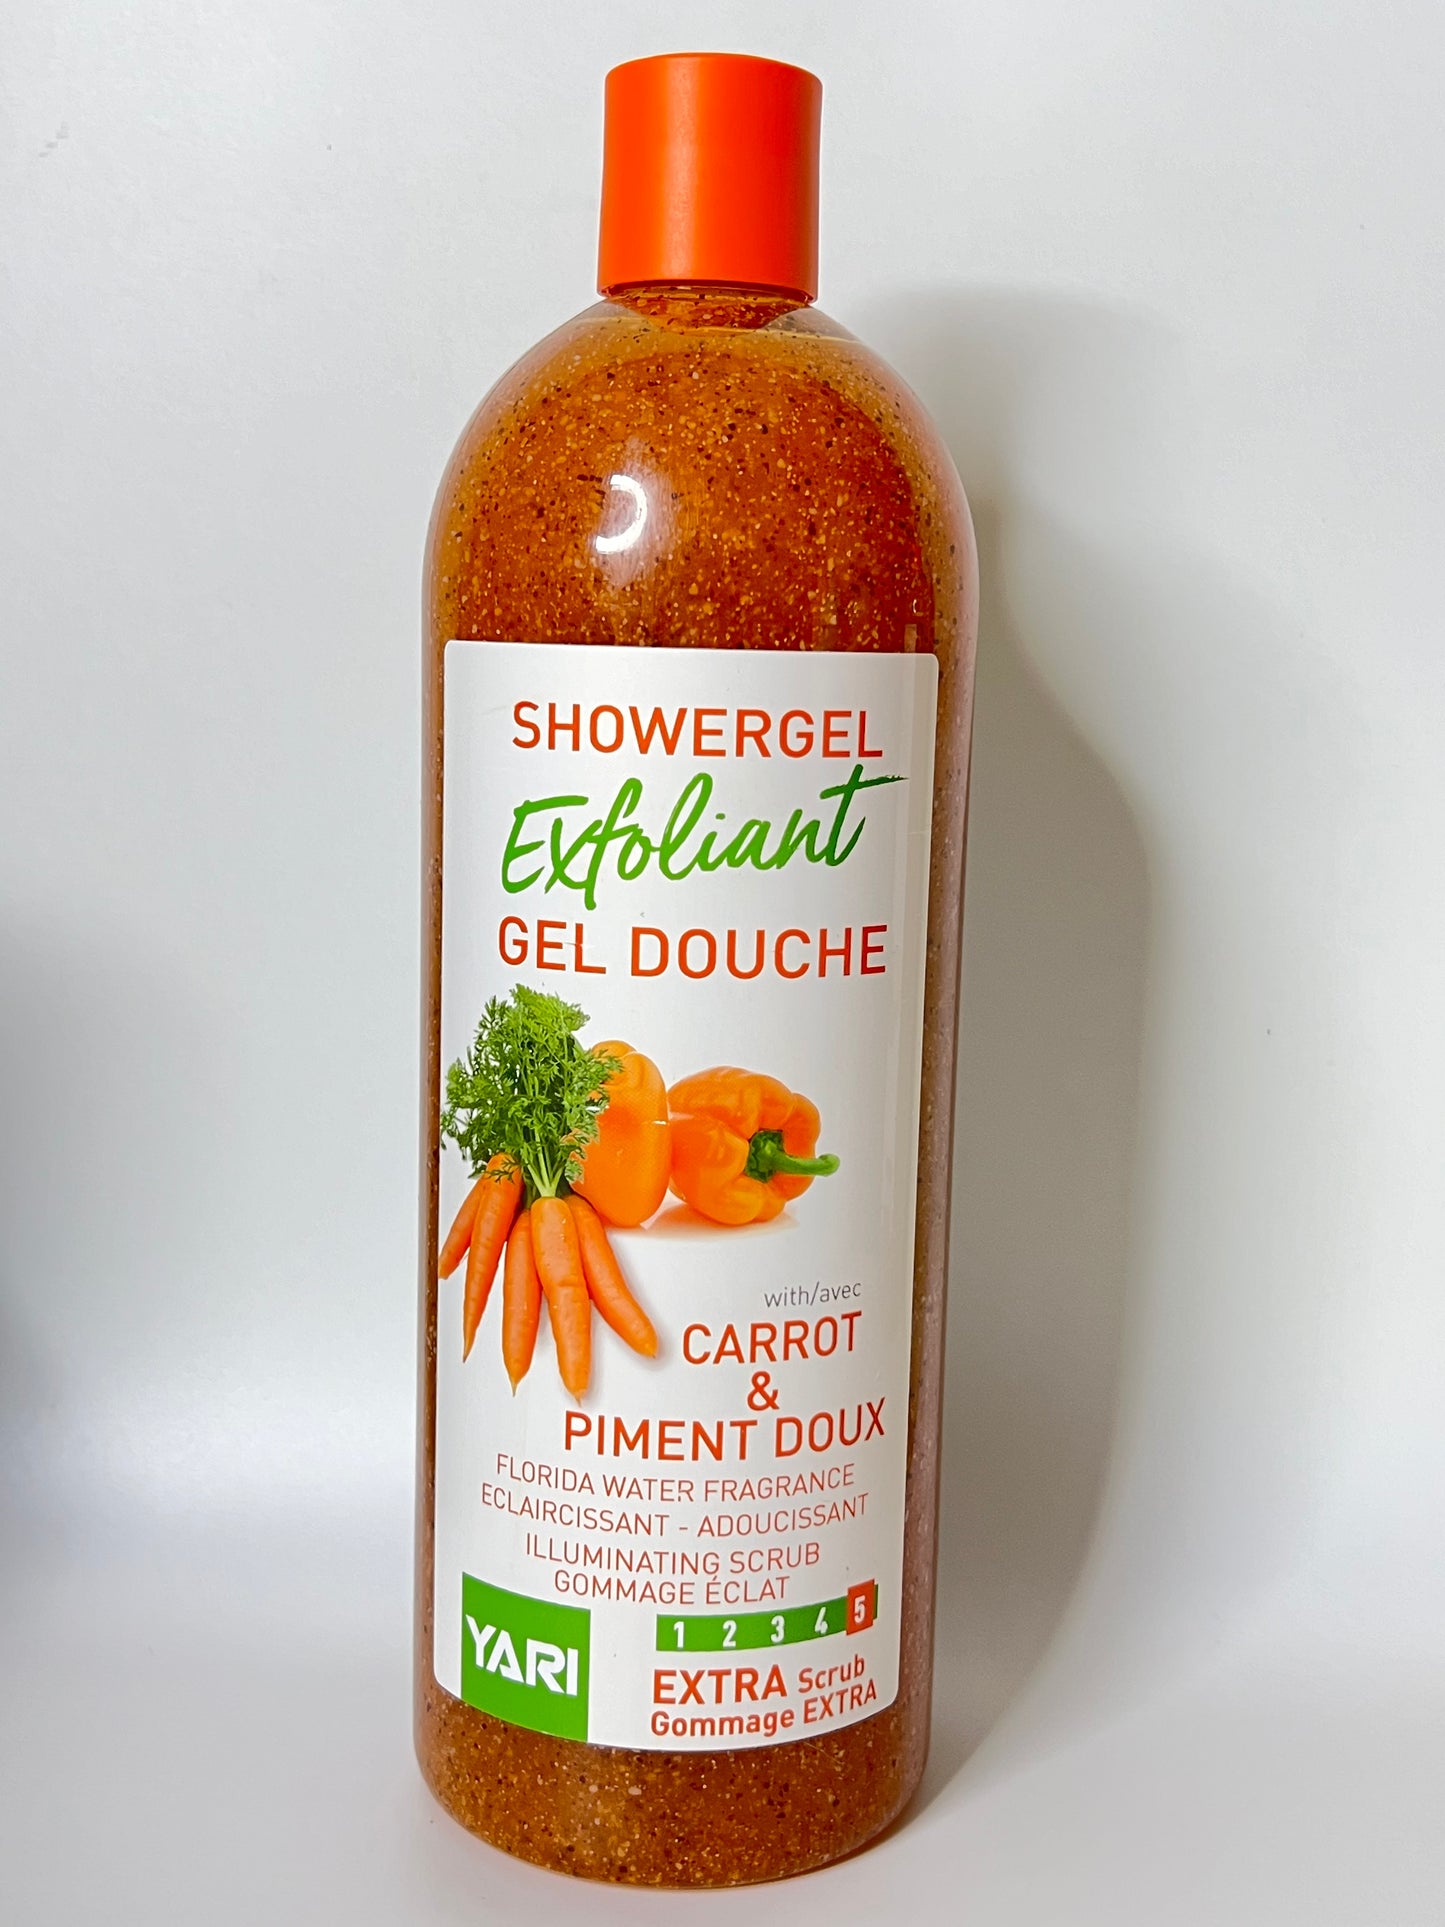 SHOWERGEL
Exfoliant
GEL DOUCHE
with/avec
CARROT
&
PIMENT DOUX
FLORIDA WATER FRAGRANCE
ECLAIRCISSANT - ADOUCISSANT
ILLUMINATING SCRUB
GOMMAGE ÉCLAT
YARI
1 2 3 4 5
EXTRA Scrub
Gommage EXTRA